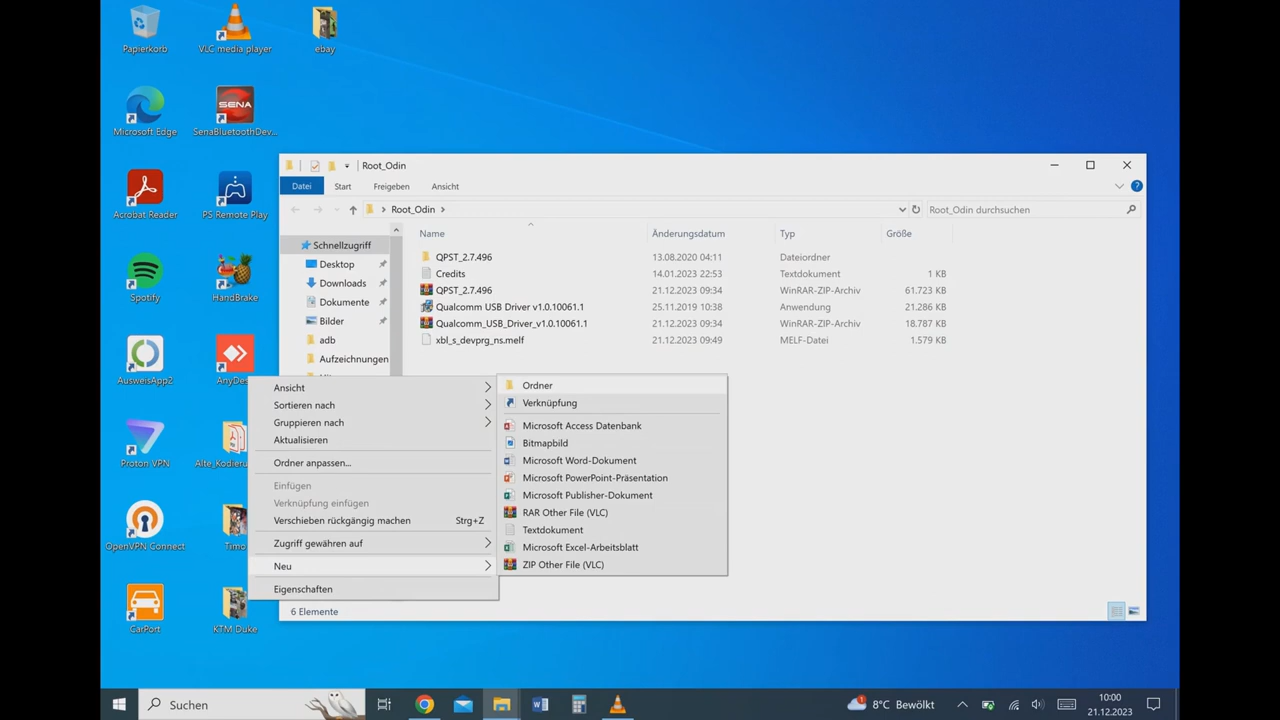 Papierkorb
VLC media player
ebay
Microsoft Edge
SENA
SenaBluetoothDev...
Acrobat Reader
PS Remote Play
Spotify
HandBrake
AusweisApp2
AnyDes
Proton VPN
Alte_Kodieru
OpenVPN Connect
Timo
CarPort
KTM Duke
Root_Odin
Datei
Start
Freigeben
Ansicht
Root_Odin
Root_Odin durchsuchen
Name
Änderungsdatum
Typ
Größe
Schnellzugriff
Desktop
Downloads
Dokumente
Bilder
adb
Aufzeichnungen
QPST_2.7.496 13.08.2020 04:11 Dateiordner
Credits 14.01.2023 22:53 Textdokument 1 KB
QPST_2.7.496 21.12.2023 09:34 WinRAR-ZIP-Archiv 61.723 KB
Qualcomm USB Driver v1.0.10061.1 25.11.2019 10:38 Anwendung 21.286 KB
Qualcomm_USB_Driver_v1.0.10061.1 21.12.2023 09:34 WinRAR-ZIP-Archiv 18.787 KB
xbl_s_devprg_ns.melf 21.12.2023 09:49 MELF-Datei 1.579 KB
Ansicht
Sortieren nach
Gruppieren nach
Aktualisieren
Ordner anpassen...
Einfügen
Verknüpfung einfügen
Verschieben rückgängig machen Strg+Z
Zugriff gewähren auf
Neu
Eigenschaften
Ordner
Verknüpfung
Microsoft Access Datenbank
Bitmapbild
Microsoft Word-Dokument
Microsoft PowerPoint-Präsentation
Microsoft Publisher-Dokument
RAR Other File (VLC)
Textdokument
Microsoft Excel-Arbeitsblatt
ZIP Other File (VLC)
6 Elemente
Suchen
8°C Bewölkt
10:00
21.12.2023